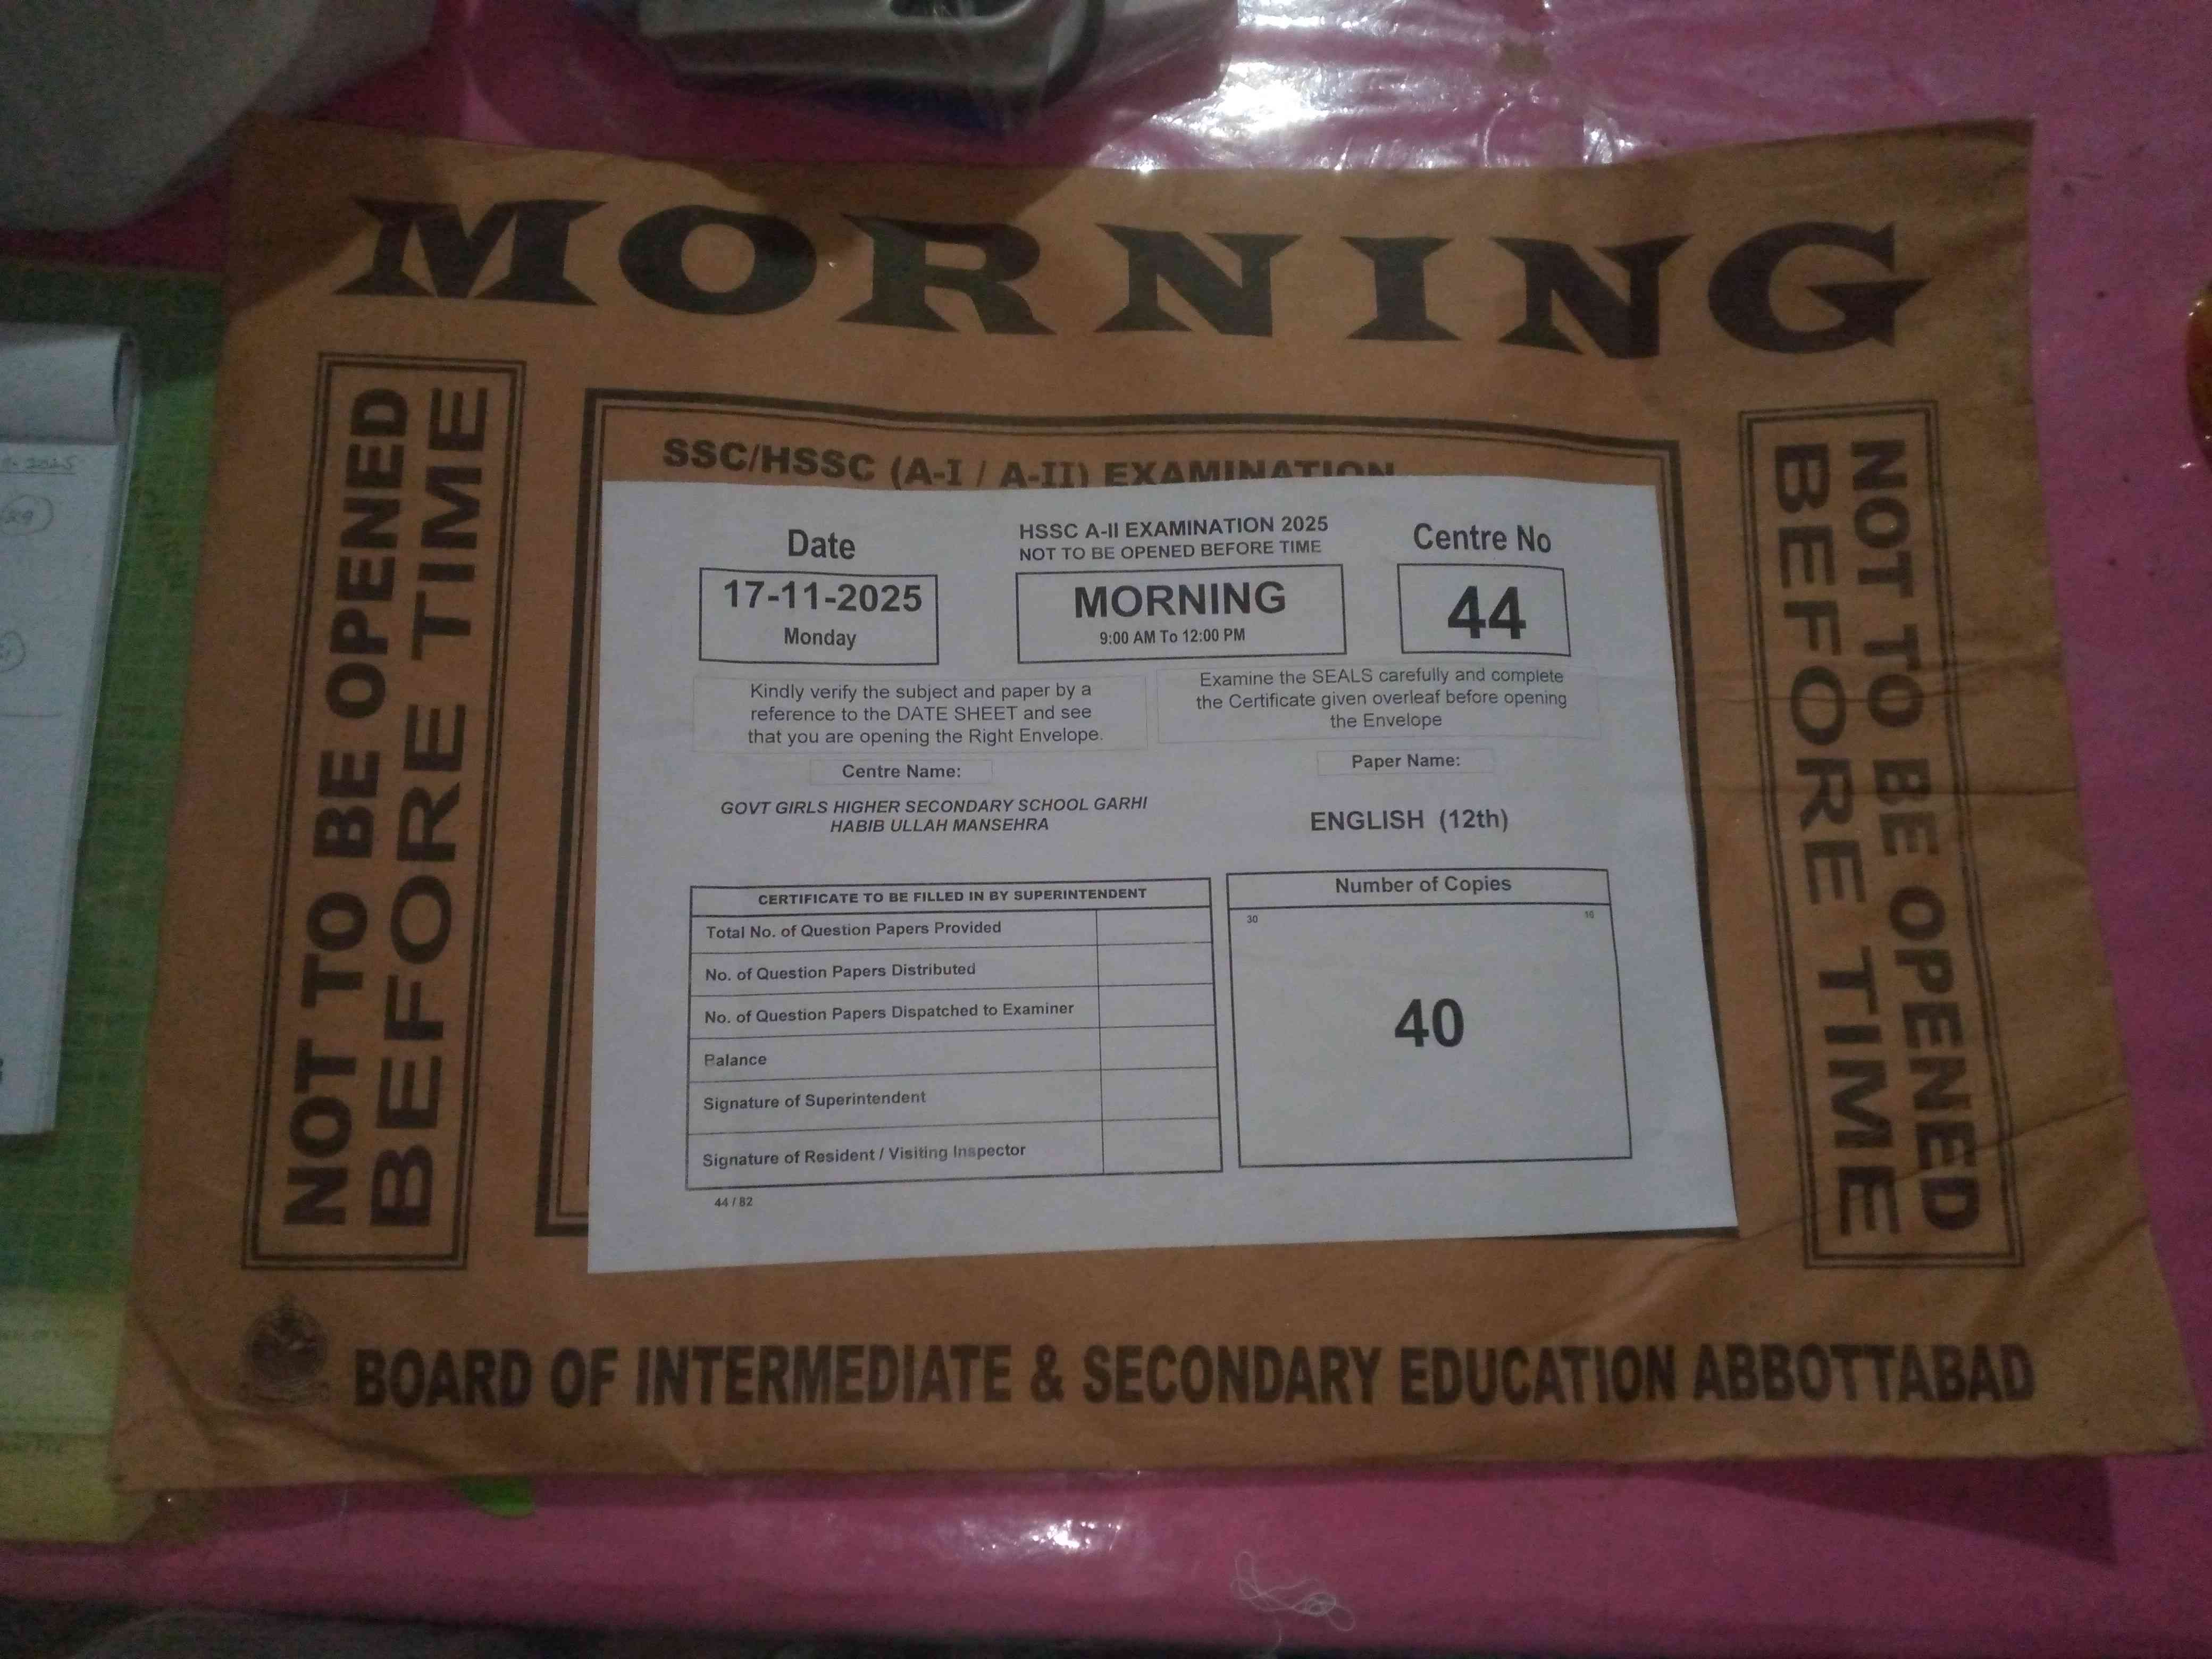 MORNING
NOT TO BE OPENED
BEFORE TIME
SSC/HSSC (A-I / A-II) EXAMINATION
Date
17-11-2025
Monday
HSSC A-II EXAMINATION 2025
NOT TO BE OPENED BEFORE TIME
MORNING
9:00 AM To 12:00 PM
Centre No
44
Kindly verify the subject and paper by a
reference to the DATE SHEET and see
that you are opening the Right Envelope.
Examine the SEALS carefully and complete
the Certificate given overleaf before opening
the Envelope
Centre Name:
GOVT GIRLS HIGHER SECONDARY SCHOOL GARHI
HABIB ULLAH MANSEHRA
Paper Name:
ENGLISH (12th)
CERTIFICATE TO BE FILLED IN BY SUPERINTENDENT
Total No. of Question Papers Provided
No. of Question Papers Distributed
No. of Question Papers Dispatched to Examiner
Balance
Signature of Superintendent
Signature of Resident / Visiting Inspector
44 / 82
Number of Copies
30 10
40
NOT TO BE OPENED
BEFORE TIME
BOARD OF INTERMEDIATE & SECONDARY EDUCATION ABBOTTABAD